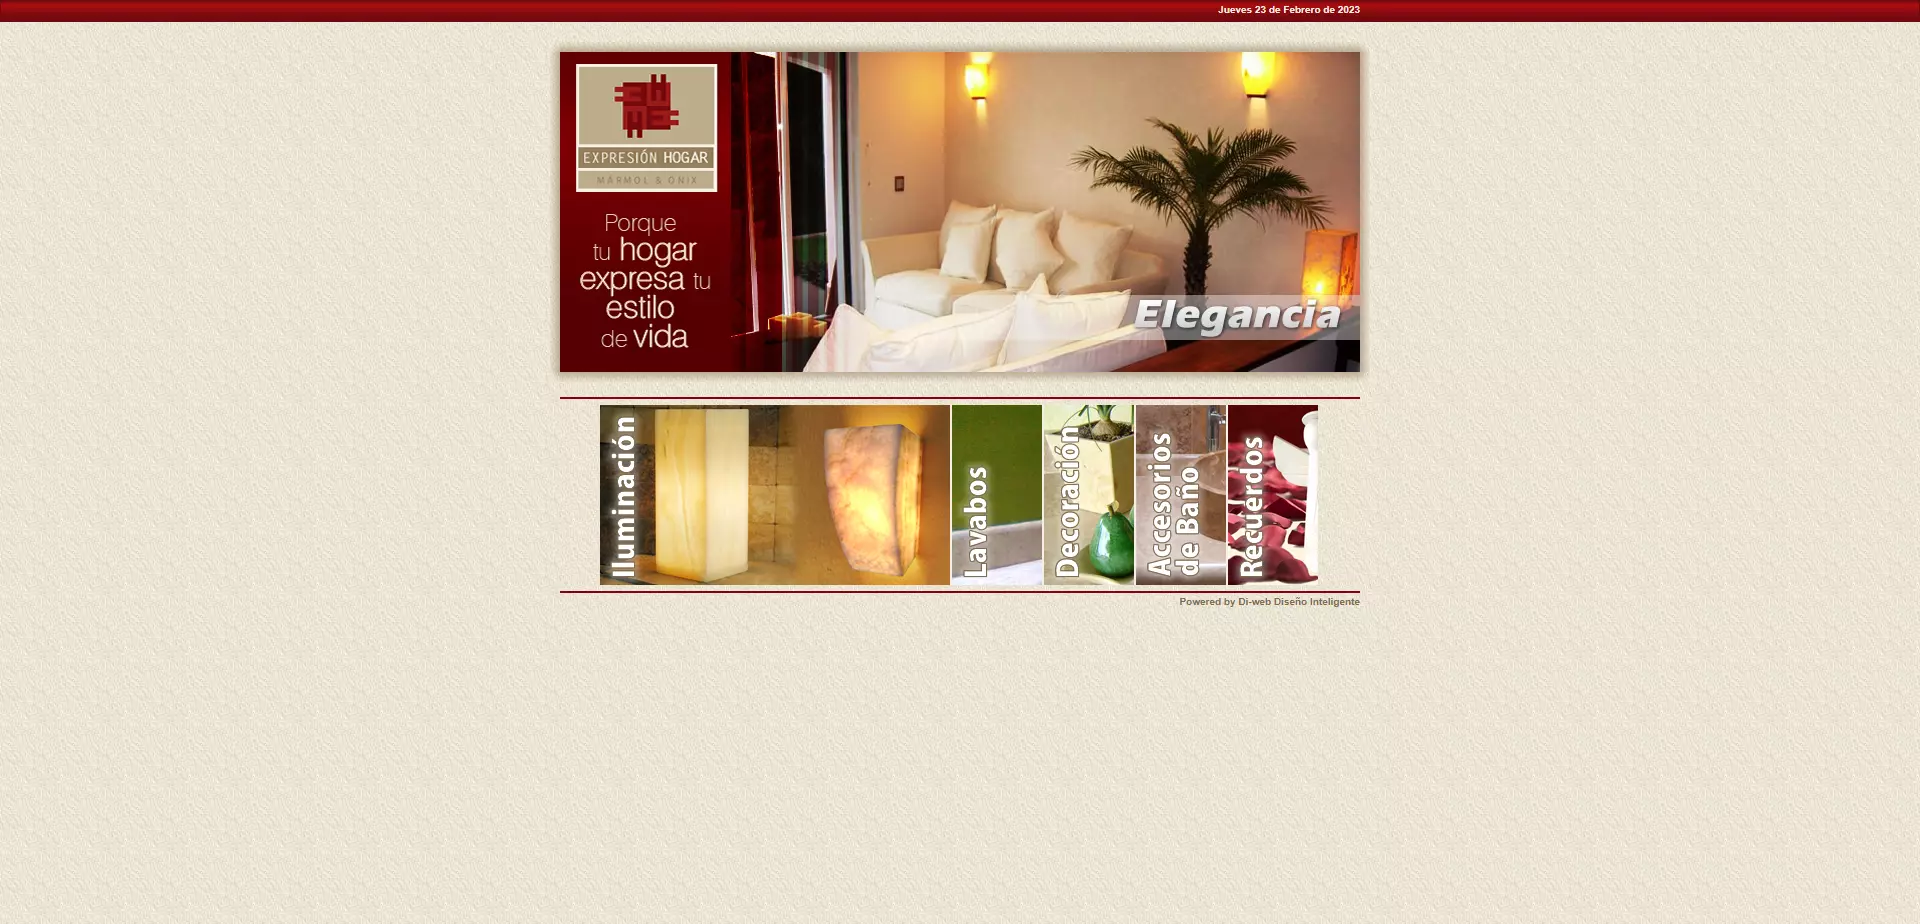 Jueves 23 de Febrero de 2023
EXPRESIÓN HOGAR
MÁRMOL & ONIX
Porque
tu hogar
expresa tu
estilo
de vida
Elegancia
Iluminación
Lavabos
Decoración
Accesorios
de Baño
Recuerdos
Powered by Di-web Diseño Inteligente